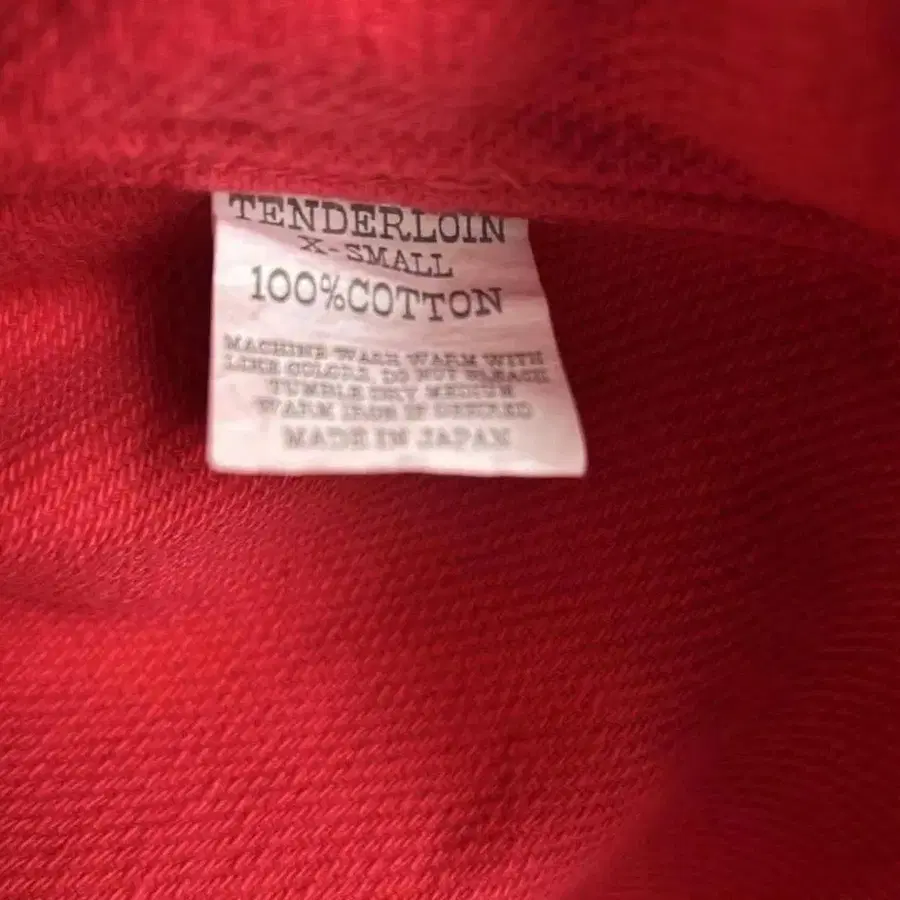 TENDERLOIN
X-SMALL
100%COTTON
MACHINE WASH WARM WITH
LIKE COLORS, DO NOT BLEACH
TUMBLE DRY MEDIUM
WARM IRON IF DESIRED
MADE IN JAPAN